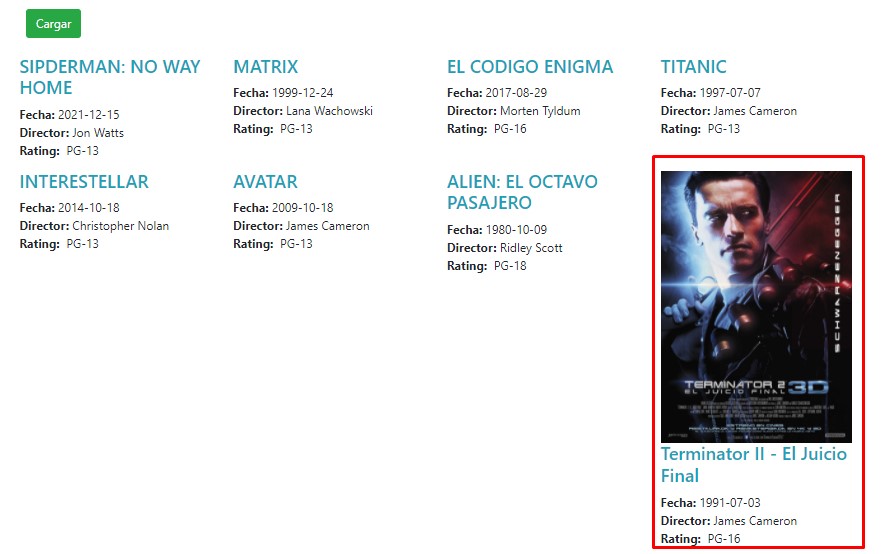 Cargar
SIPDERMAN: NO WAY
HOME
Fecha: 2021-12-15
Director: Jon Watts
Rating: PG-13
MATRIX
Fecha: 1999-12-24
Director: Lana Wachowski
Rating: PG-13
EL CODIGO ENIGMA
Fecha: 2017-08-29
Director: Morten Tyldum
Rating: PG-16
TITANIC
Fecha: 1997-07-07
Director: James Cameron
Rating: PG-13
INTERESTELLAR
Fecha: 2014-10-18
Director: Christopher Nolan
Rating: PG-13
AVATAR
Fecha: 2009-10-18
Director: James Cameron
Rating: PG-13
ALIEN: EL OCTAVO
PASAJERO
Fecha: 1980-10-09
Director: Ridley Scott
Rating: PG-18
SCHWARZENEGGER
TERMINATOR 2 3D
EL JUICIO FINAL
Terminator II - El Juicio
Final
Fecha: 1991-07-03
Director: James Cameron
Rating: PG-16